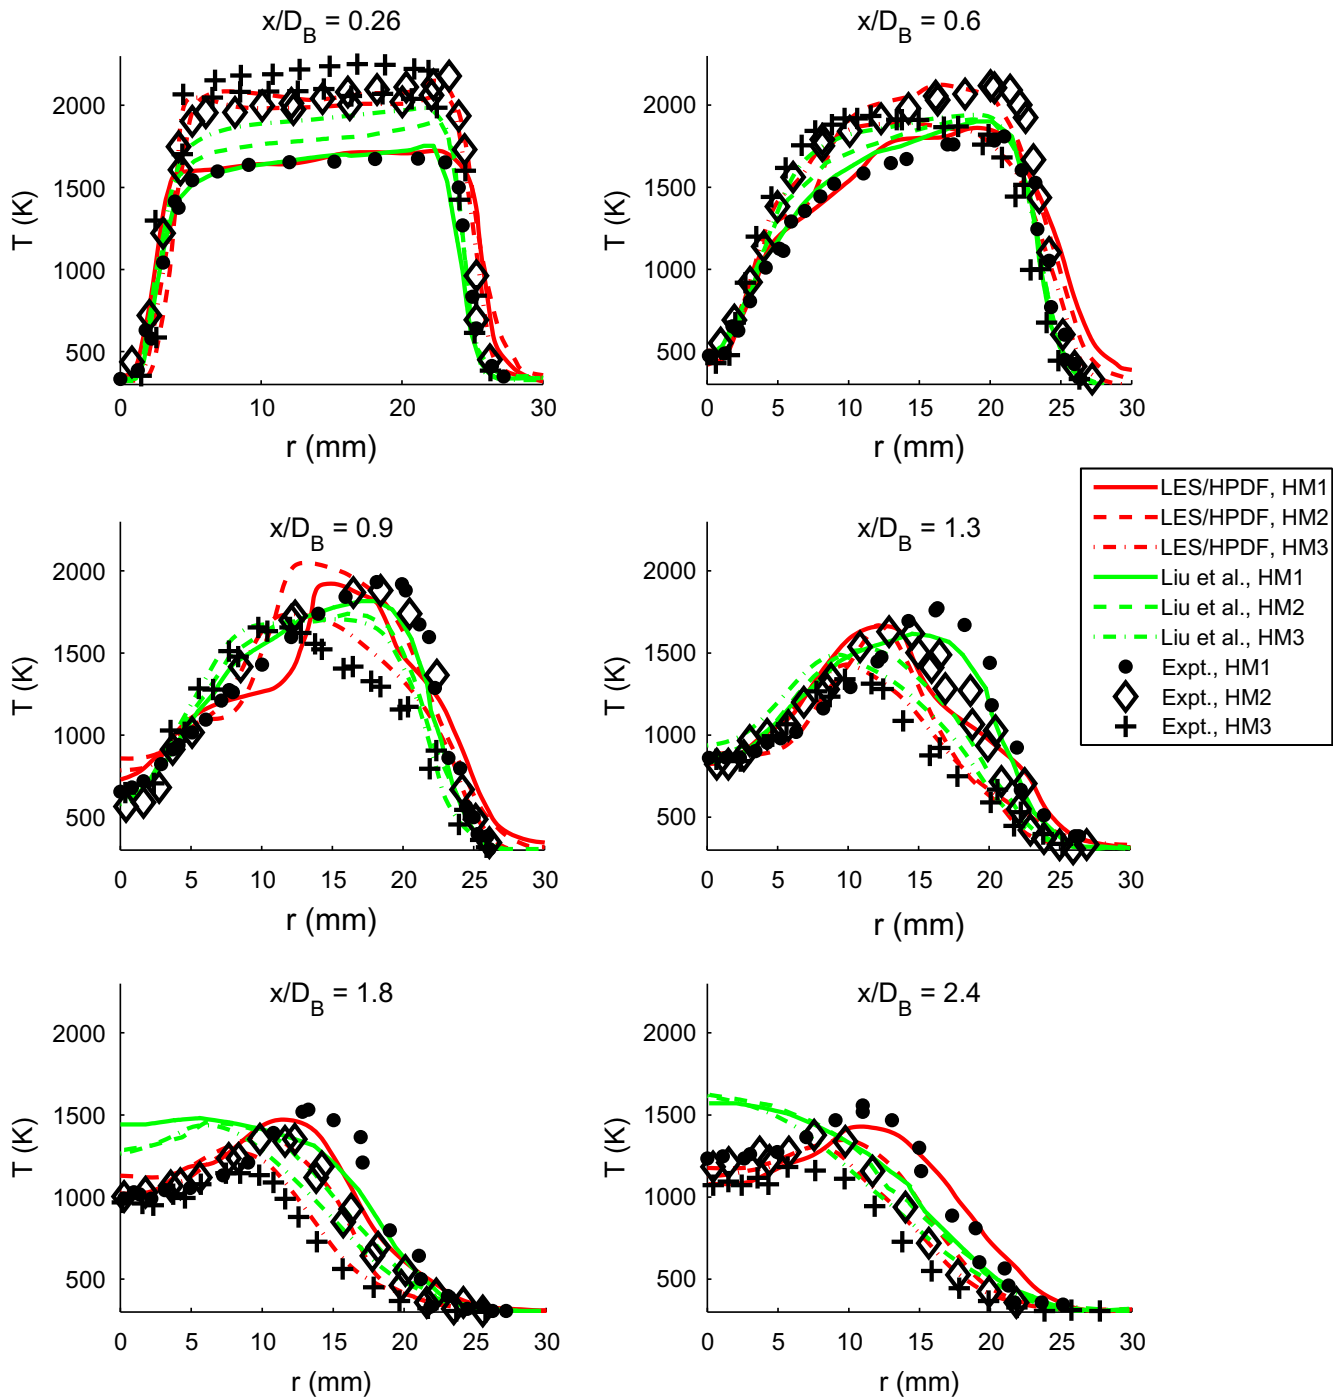 x/D_B = 0.26
T (K)
2000
1500
1000
500
0 10 20 30
r (mm)
x/D_B = 0.6
T (K)
2000
1500
1000
500
0 5 10 15 20 25 30
r (mm)
LES/HPDF, HM1
LES/HPDF, HM2
LES/HPDF, HM3
Liu et al., HM1
Liu et al., HM2
Liu et al., HM3
Expt., HM1
Expt., HM2
Expt., HM3
x/D_B = 0.9
T (K)
2000
1500
1000
500
0 5 10 15 20 25 30
r (mm)
x/D_B = 1.3
T (K)
2000
1500
1000
500
0 5 10 15 20 25 30
r (mm)
x/D_B = 1.8
T (K)
2000
1500
1000
500
0 5 10 15 20 25 30
r (mm)
x/D_B = 2.4
T (K)
2000
1500
1000
500
0 5 10 15 20 25 30
r (mm)